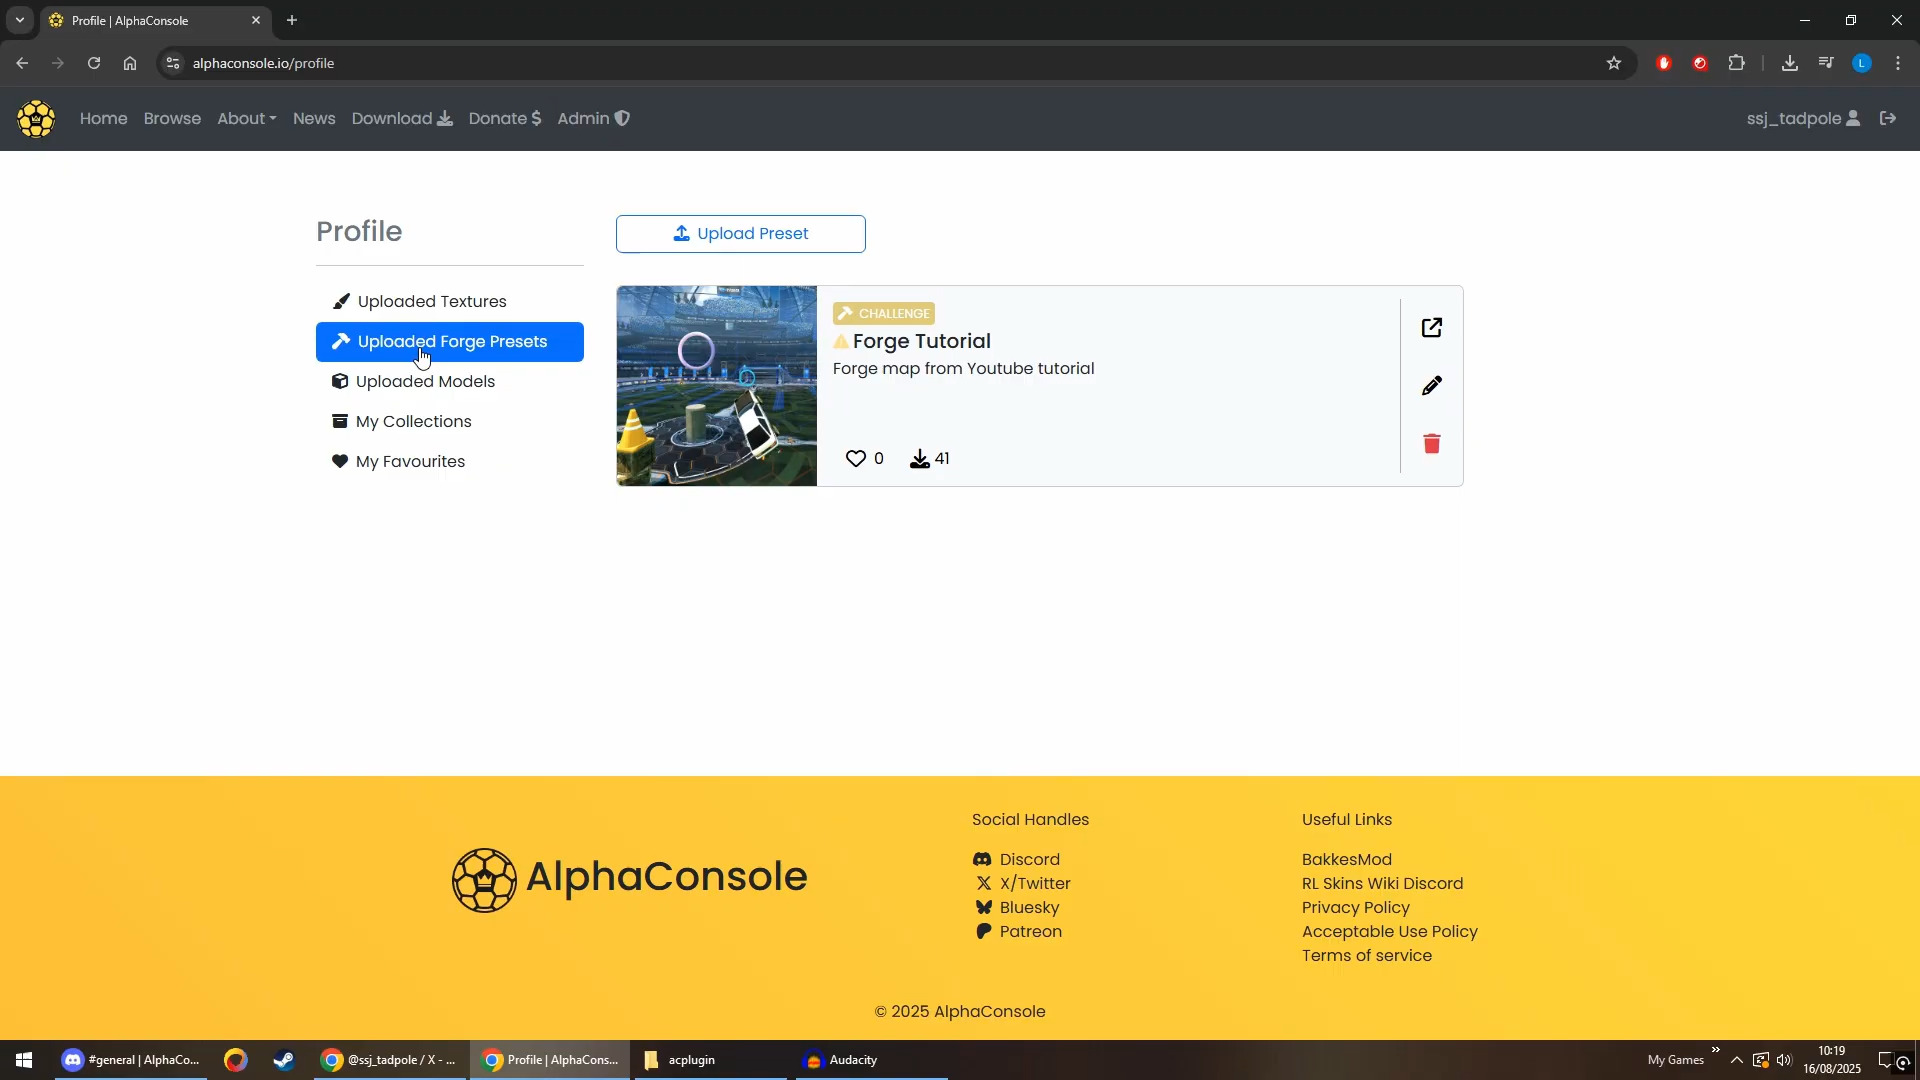 Profile | AlphaConsole
alphaconsole.io/profile
L
Home
Browse
About
News
Download
Donate $
Admin
ssj_tadpole
Profile
Uploaded Textures
Uploaded Forge Presets
Uploaded Models
My Collections
My Favourites
Upload Preset
CHALLENGE
Forge Tutorial
Forge map from Youtube tutorial
0
41
AlphaConsole
Social Handles
Discord
X/Twitter
Bluesky
Patreon
Useful Links
BakkesMod
RL Skins Wiki Discord
Privacy Policy
Acceptable Use Policy
Terms of service
© 2025 AlphaConsole
#general | AlphaCo...
@ssj_tadpole / X - ...
Profile | AlphaCons...
acplugin
Audacity
My Games
10:19
16/08/2025